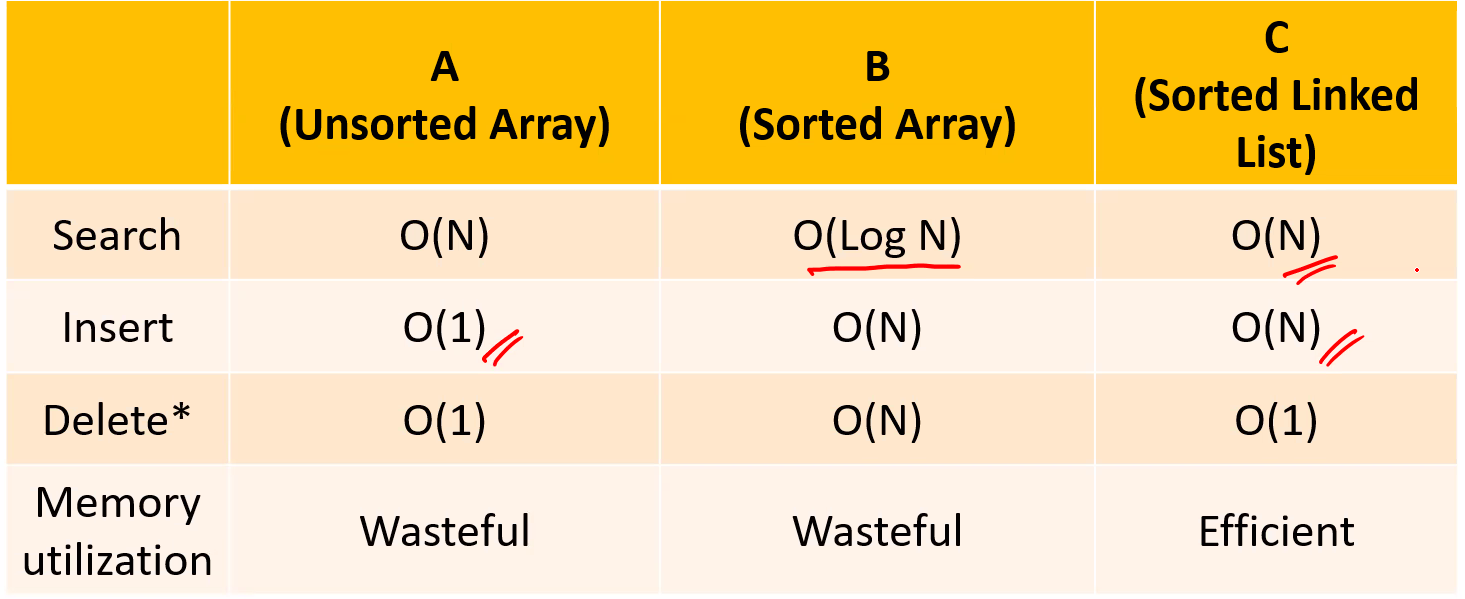 A
(Unsorted Array)
B
(Sorted Array)
C
(Sorted Linked
List)
Search
O(N)
O(Log N)
O(N)
Insert
O(1)
O(N)
O(N)
Delete*
O(1)
O(N)
O(1)
Memory
utilization
Wasteful
Wasteful
Efficient